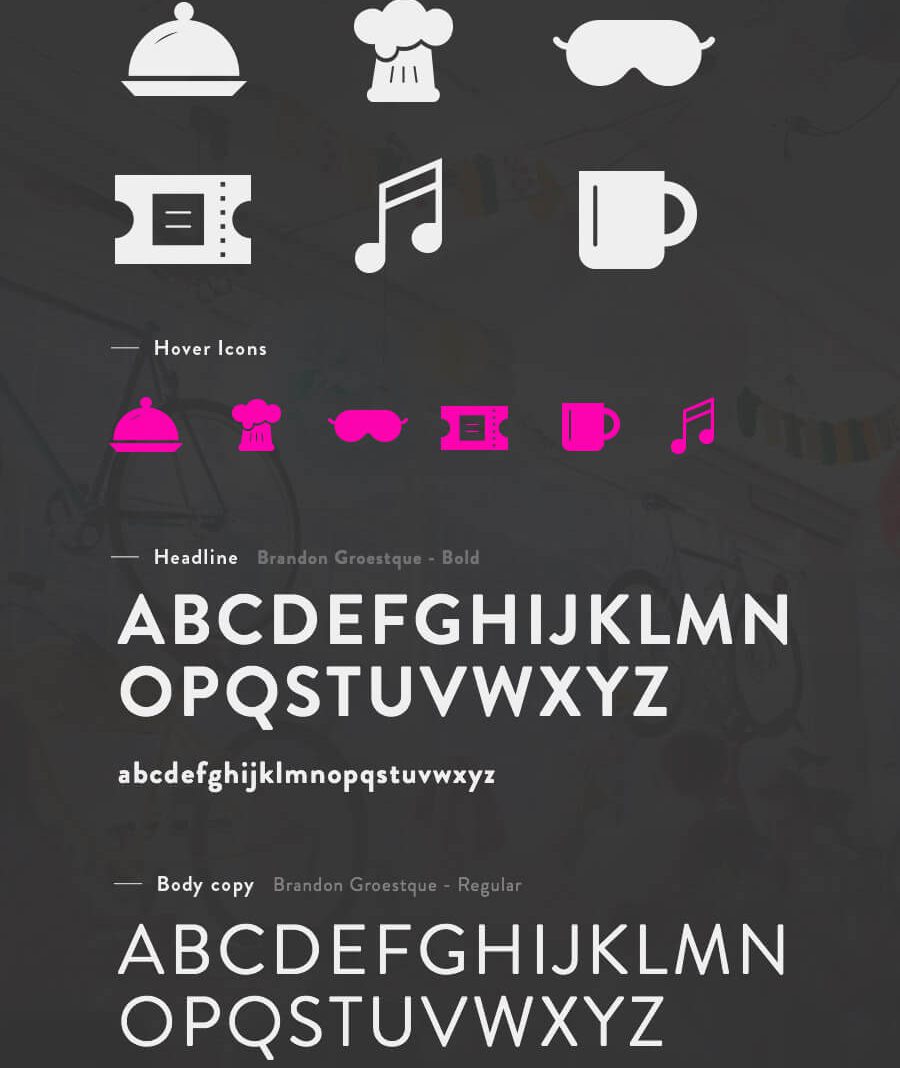 Hover Icons
Headline Brandon Groestque - Bold
ABCDEFGHIJKLMN
OPQSTUVWXYZ
abcdefghijklmnopqstuvwxyz
Body copy Brandon Groestque - Regular
ABCDEFGHIJKLMN
OPQSTUVWXYZ